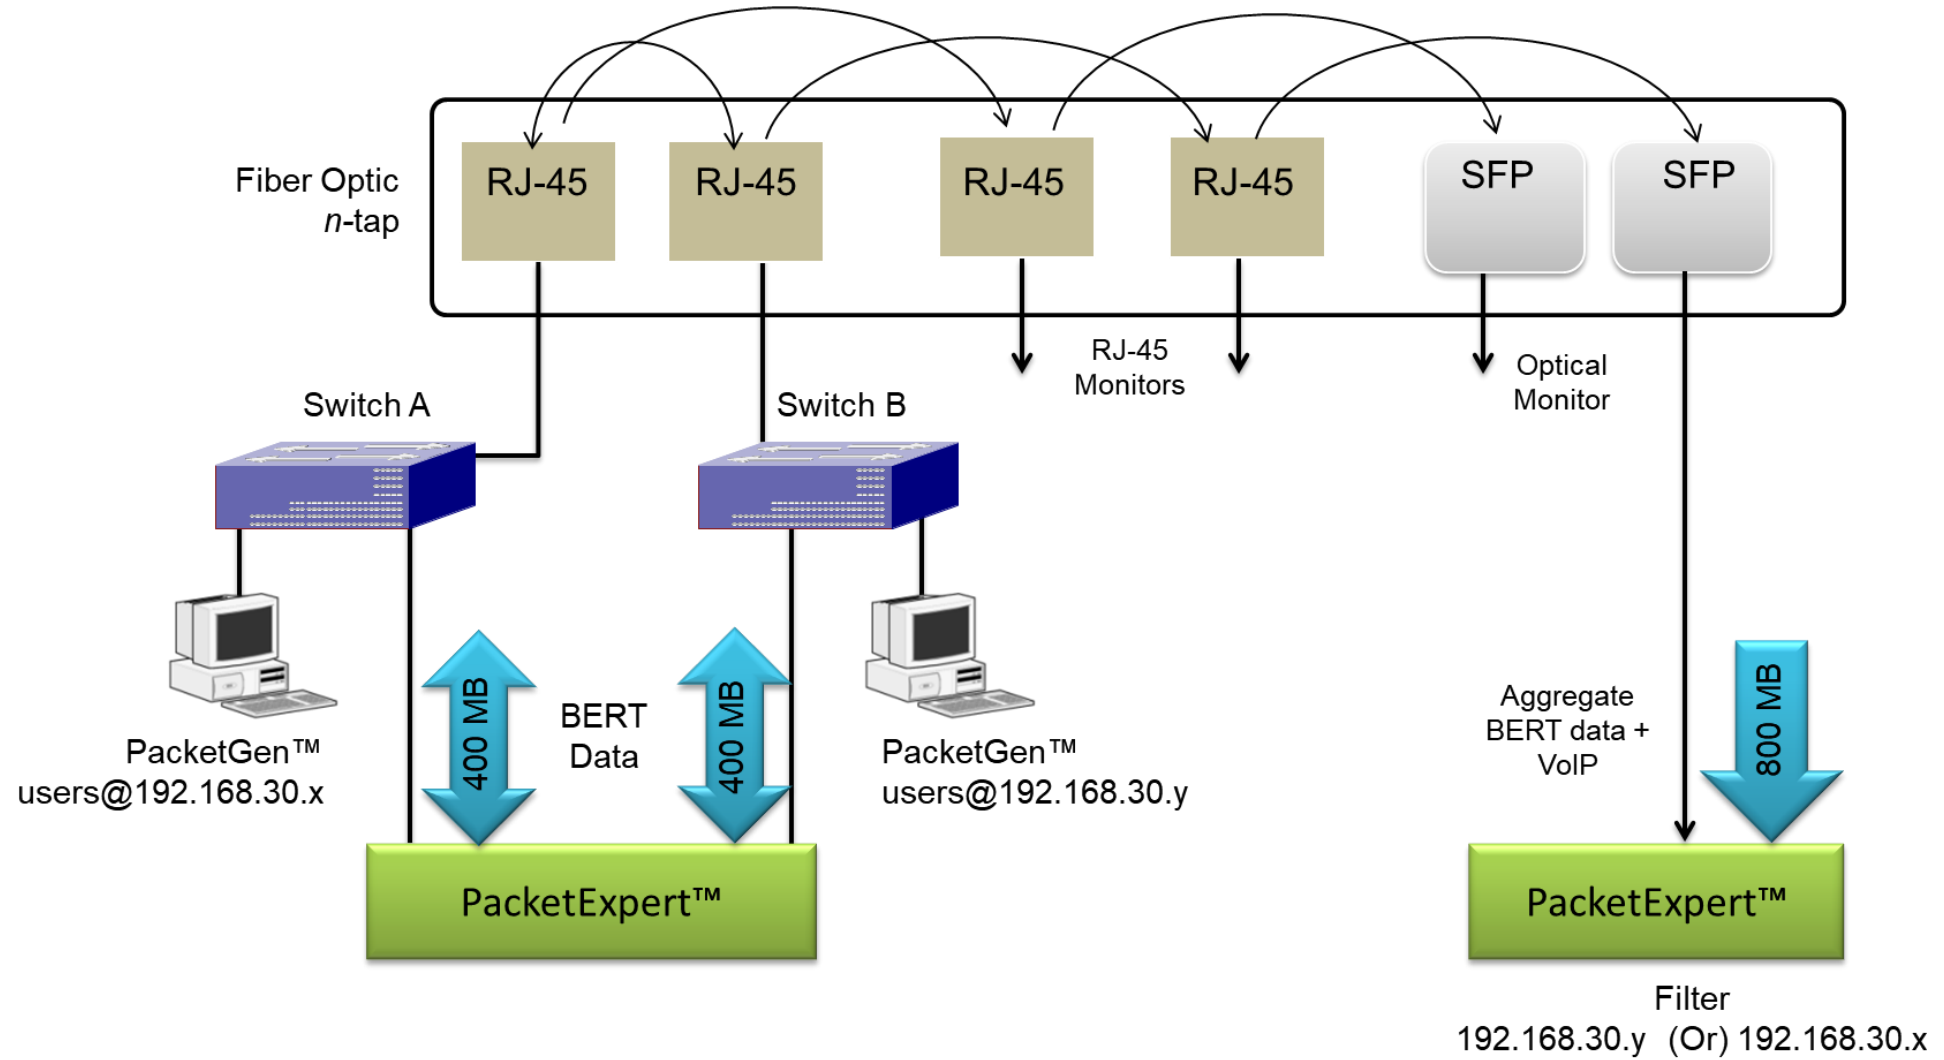 Fiber Optic
n-tap
RJ-45
RJ-45
RJ-45
RJ-45
SFP
SFP
RJ-45
Monitors
Optical
Monitor
Switch A
Switch B
400 MB
BERT
Data
400 MB
PacketGen™
users@192.168.30.x
PacketGen™
users@192.168.30.y
Aggregate
BERT data +
VoIP
800 MB
PacketExpert™
PacketExpert™
Filter
192.168.30.y (Or) 192.168.30.x